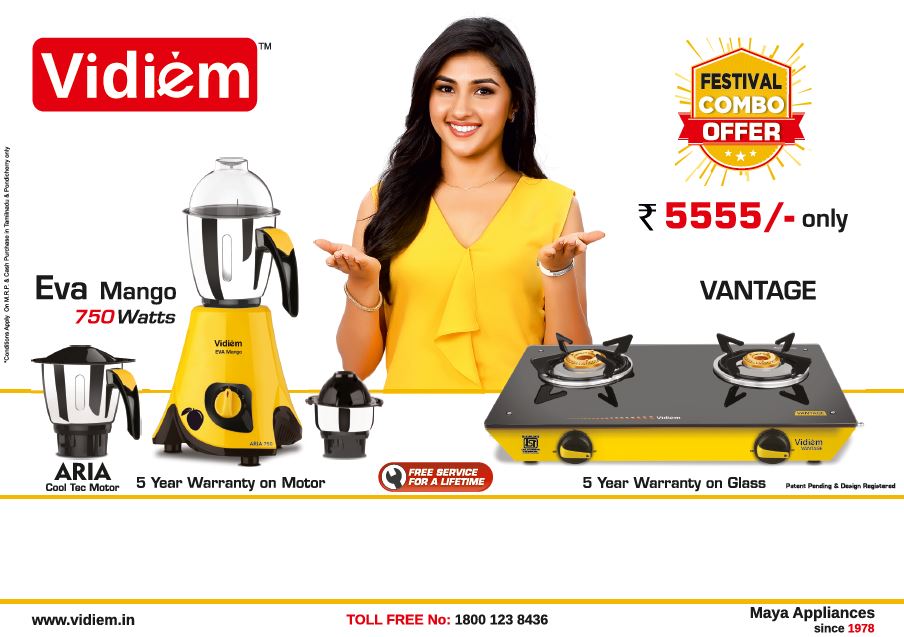 Vidiem™
FESTIVAL
COMBO
OFFER
₹ 5555/- only
*Conditions Apply On M.R.P. & Cash Purchase in Tamilnadu & Pondicherry only
Eva Mango
750 Watts
VANTAGE
Vidiem
EVA Mango
ARIA 750
Vidiem
VANTAGE
ISI
Vidiem
VANTAGE
ARIA
Cool Tec Motor
5 Year Warranty on Motor
FREE SERVICE
FOR A LIFETIME
5 Year Warranty on Glass
Patent Pending & Design Registered
www.vidiem.in
TOLL FREE No: 1800 123 8436
Maya Appliances
since 1978